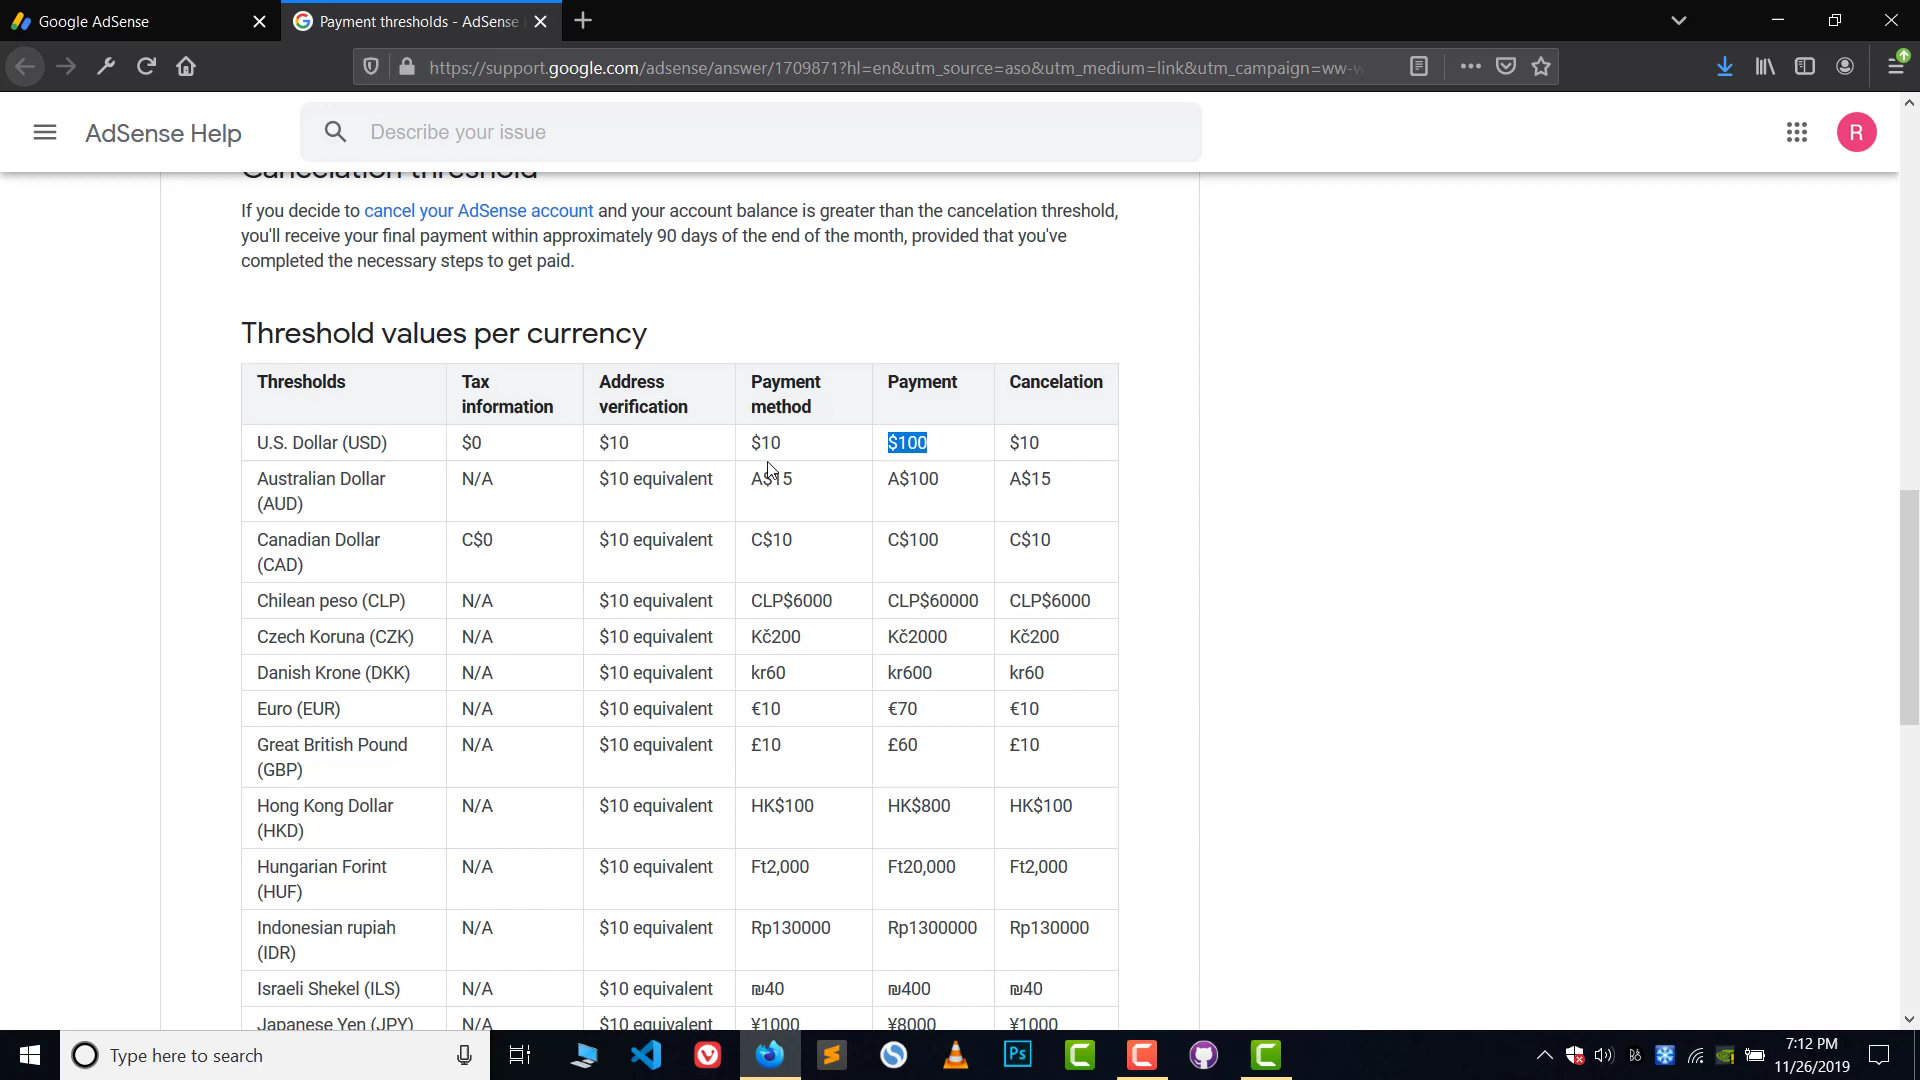 Google AdSense
Payment thresholds - AdSense
https://support.google.com/adsense/answer/1709871?hl=en&utm_source=aso&utm_medium=link&utm_campaign=ww-w
AdSense Help
Describe your issue
R
Cancelation threshold
If you decide to cancel your AdSense account and your account balance is greater than the cancelation threshold,
you'll receive your final payment within approximately 90 days of the end of the month, provided that you've
completed the necessary steps to get paid.
Threshold values per currency
Thresholds Tax information Address verification Payment method Payment Cancelation
U.S. Dollar (USD) $0 $10 $10 $100 $10
Australian Dollar (AUD) N/A $10 equivalent A$15 A$100 A$15
Canadian Dollar (CAD) C$0 $10 equivalent C$10 C$100 C$10
Chilean peso (CLP) N/A $10 equivalent CLP$6000 CLP$60000 CLP$6000
Czech Koruna (CZK) N/A $10 equivalent Kč200 Kč2000 Kč200
Danish Krone (DKK) N/A $10 equivalent kr60 kr600 kr60
Euro (EUR) N/A $10 equivalent €10 €70 €10
Great British Pound (GBP) N/A $10 equivalent £10 £60 £10
Hong Kong Dollar (HKD) N/A $10 equivalent HK$100 HK$800 HK$100
Hungarian Forint (HUF) N/A $10 equivalent Ft2,000 Ft20,000 Ft2,000
Indonesian rupiah (IDR) N/A $10 equivalent Rp130000 Rp1300000 Rp130000
Israeli Shekel (ILS) N/A $10 equivalent ₪40 ₪400 ₪40
Japanese Yen (JPY) N/A $10 equivalent ¥1000 ¥8000 ¥1000
Type here to search
Ps
7:12 PM
11/26/2019